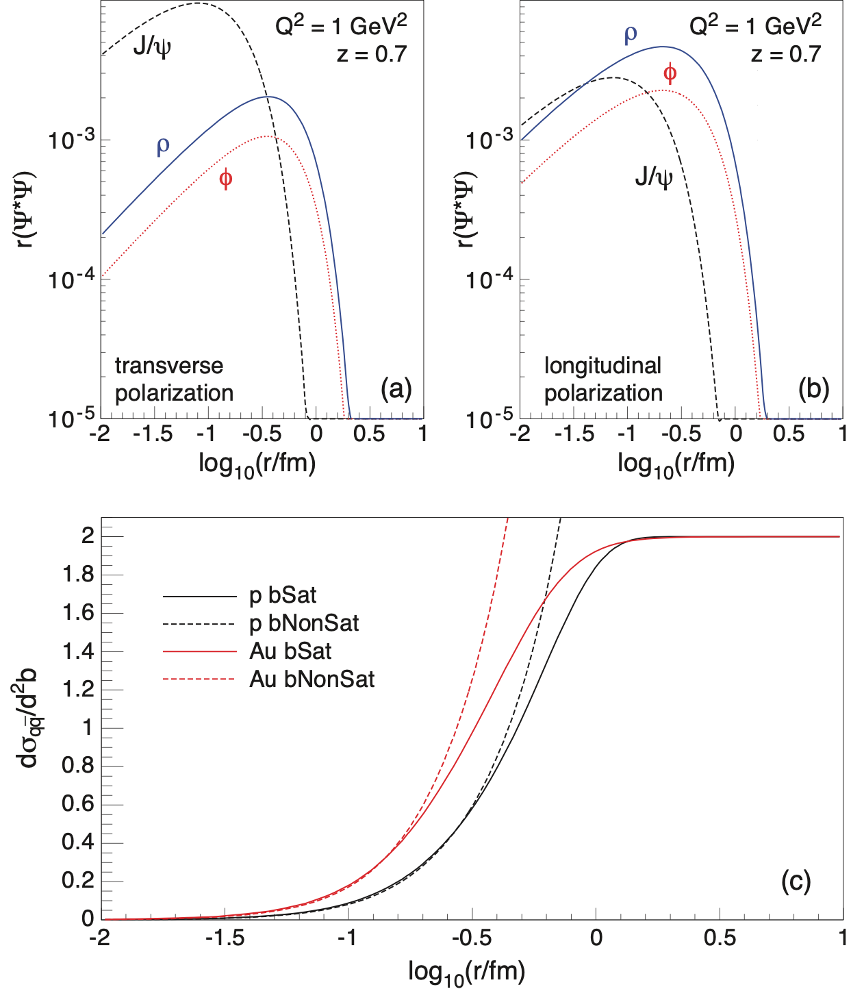 Q² = 1 GeV²
z = 0.7
J/ψ
ρ
ϕ
10⁻³
10⁻⁴
10⁻⁵
r(Ψ*Ψ)
transverse
polarization
(a)
-2 -1.5 -1 -0.5 0 0.5 1
log₁₀(r/fm)
Q² = 1 GeV²
z = 0.7
ρ
ϕ
J/ψ
10⁻³
10⁻⁴
10⁻⁵
r(Ψ*Ψ)
longitudinal
polarization
(b)
-2 -1.5 -1 -0.5 0 0.5 1
log₁₀(r/fm)
2
1.8
1.6
1.4
1.2
1
0.8
0.6
0.4
0.2
0
dσqq̅/d²b
p bSat
p bNonSat
Au bSat
Au bNonSat
(c)
-2 -1.5 -1 -0.5 0 0.5 1
log₁₀(r/fm)